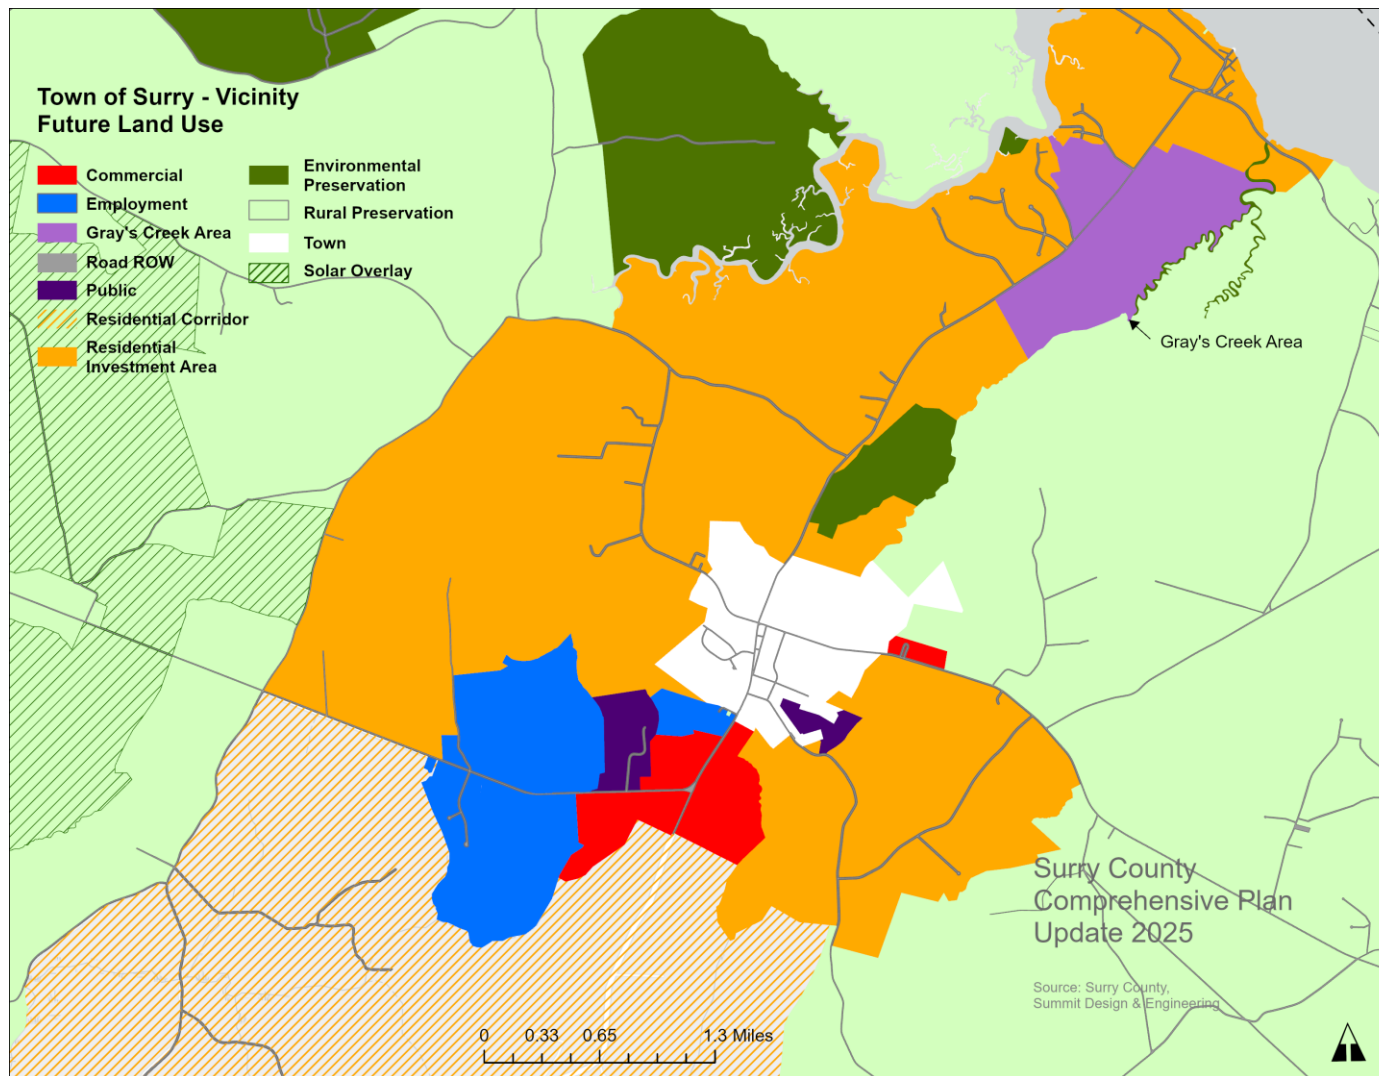 Town of Surry - Vicinity
Future Land Use
Commercial
Employment
Gray's Creek Area
Road ROW
Public
Residential Corridor
Residential
Investment Area
Environmental
Preservation
Rural Preservation
Town
Solar Overlay
Gray's Creek Area
Surry County
Comprehensive Plan
Update 2025
Source: Surry County,
Summit Design & Engineering
0 0.33 0.65 1.3 Miles